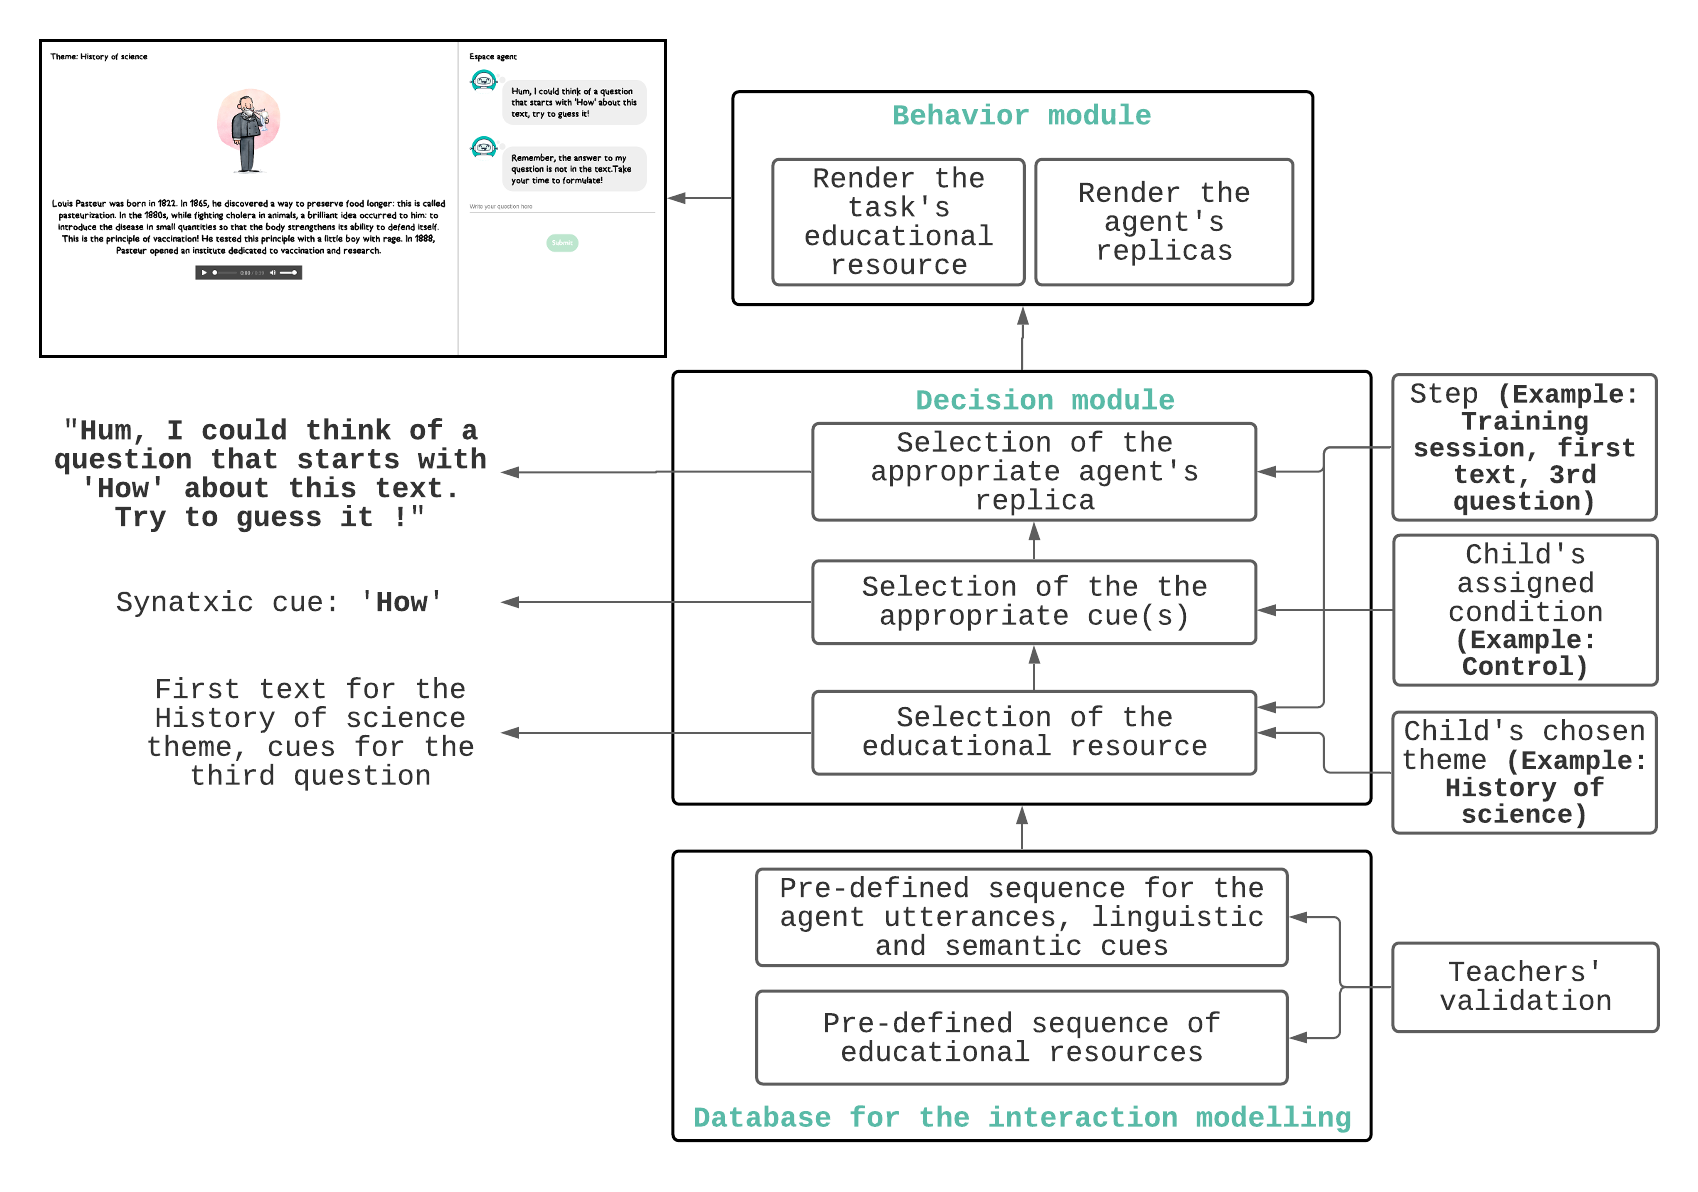 Theme: History of science
Louis Pasteur was born in 1822. In 1865, he discovered a way to preserve food longer: this is called
pasteurization. In the 1880s, while fighting cholera in animals, a brilliant idea occurred to him: to
introduce the disease in small quantities so that the body strengthens its ability to defend itself.
This is the principle of vaccination! He tested this principle with a little boy with rage. In 1888,
Pasteur opened an institute dedicated to vaccination and research.
Espace agent
Hum, I could think of a question
that starts with 'How' about this
text, try to guess it!
Remember, the answer to my
question is not in the text.Take
your time to formulate!
Write your question here
Submit
Behavior module
Render the
task's
educational
resource
Render the
agent's
replicas
Decision module
Selection of the
appropriate agent's
replica
Selection of the the
appropriate cue(s)
Selection of the
educational resource
"Hum, I could think of a
question that starts with
'How' about this text.
Try to guess it !"
Synatxic cue: 'How'
First text for the
History of science
theme, cues for the
third question
Step (Example:
Training
session, first
text, 3rd
question)
Child's
assigned
condition
(Example:
Control)
Child's chosen
theme (Example:
History of
science)
Pre-defined sequence for the
agent utterances, linguistic
and semantic cues
Pre-defined sequence of
educational resources
Database for the interaction modelling
Teachers'
validation